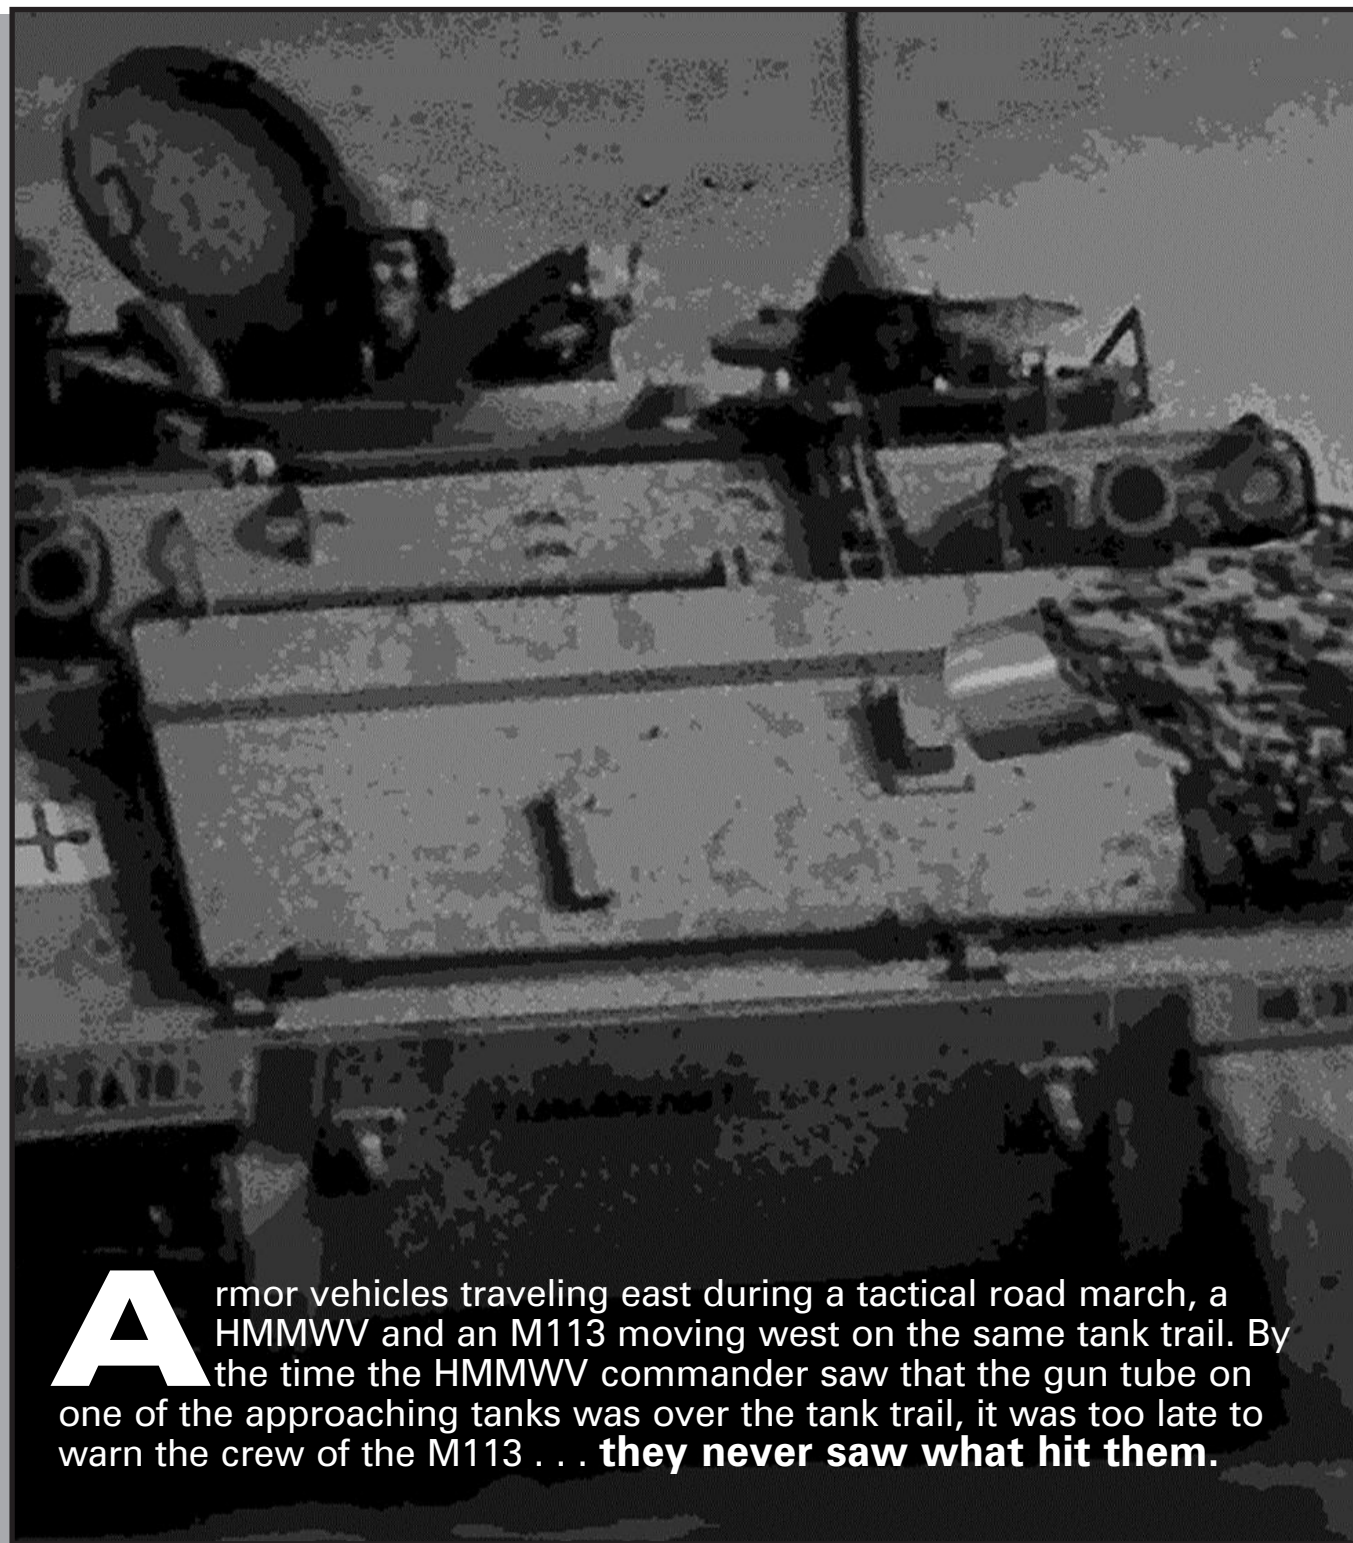 Armor vehicles traveling east during a tactical road march, a
HMMWV and an M113 moving west on the same tank trail. By
the time the HMMWV commander saw that the gun tube on
one of the approaching tanks was over the tank trail, it was too late to
warn the crew of the M113 . . . they never saw what hit them.